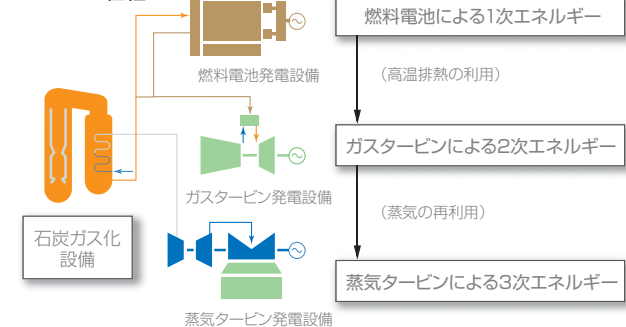 燃料電池による1次エネルギー
燃料電池発電設備
（高温排熱の利用）
ガスタービンによる2次エネルギー
ガスタービン発電設備
（蒸気の再利用）
石炭ガス化
設備
蒸気タービンによる3次エネルギー
蒸気タービン発電設備